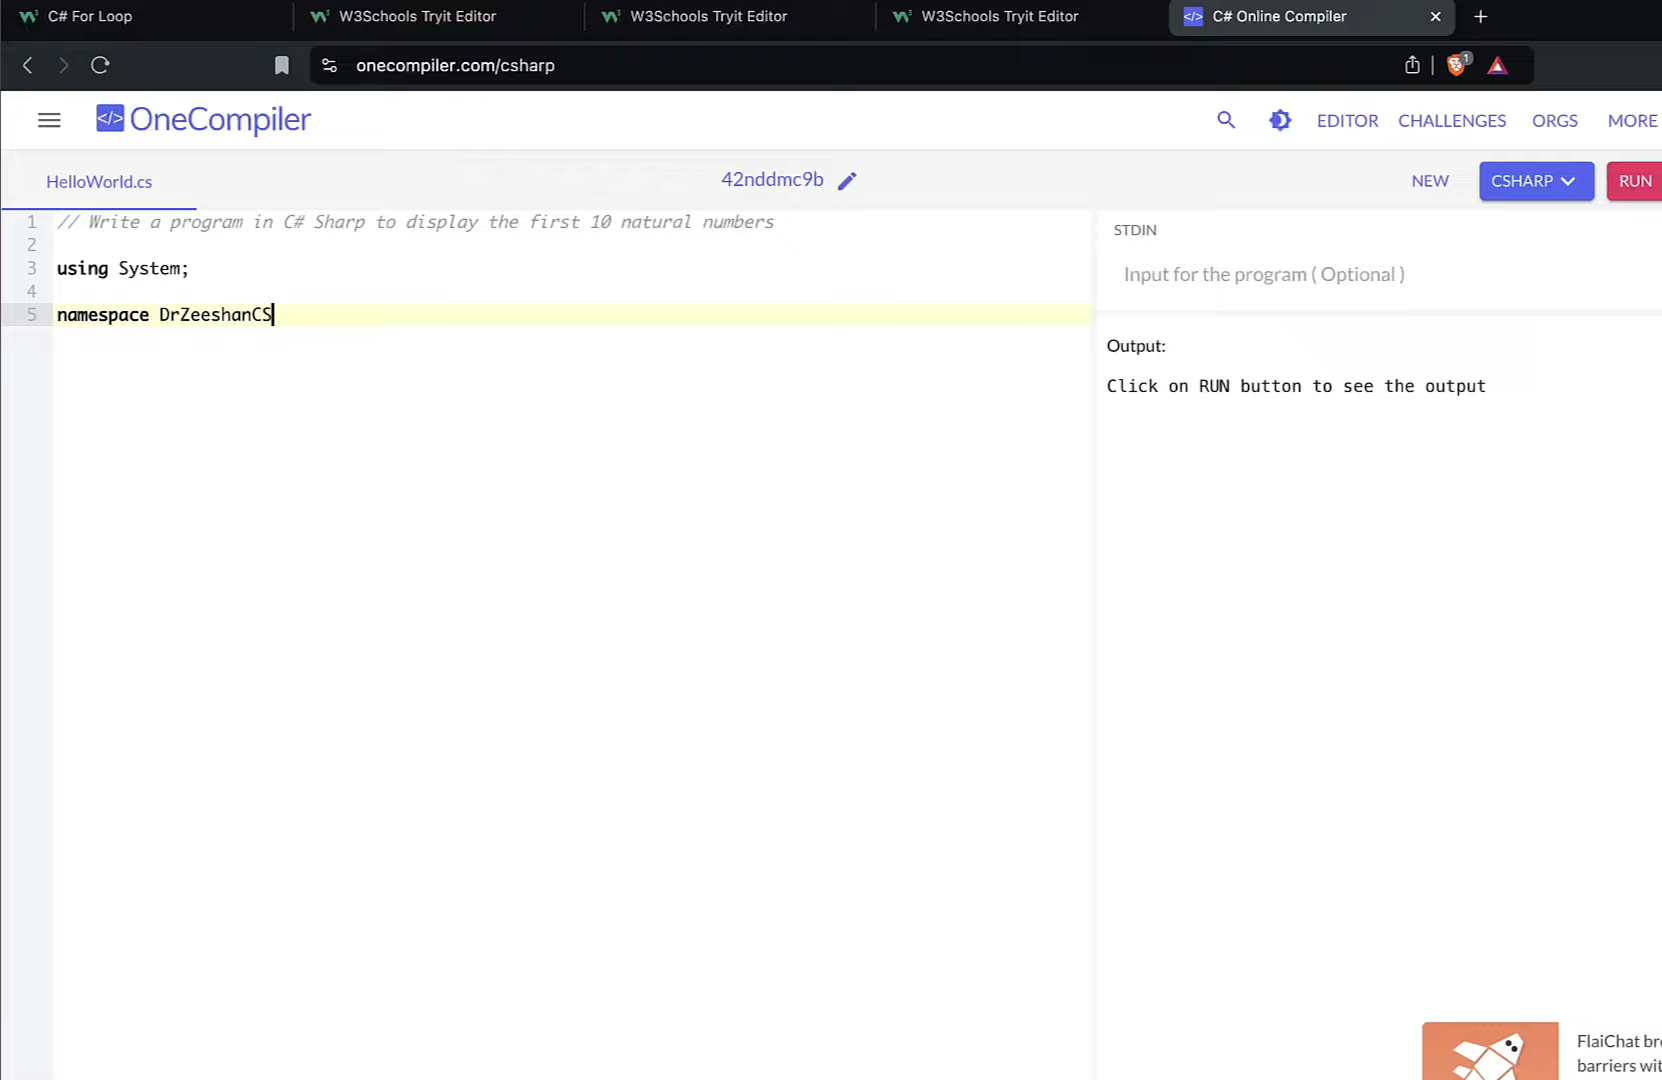 C# For Loop
W3Schools Tryit Editor
W3Schools Tryit Editor
W3Schools Tryit Editor
</> C# Online Compiler
onecompiler.com/csharp
1
</> OneCompiler
EDITOR
CHALLENGES
ORGS
MORE
HelloWorld.cs
42nddmc9b
NEW
CSHARP
RUN
1 // Write a program in C# Sharp to display the first 10 natural numbers
2
3 using System;
4
5 namespace DrZeeshanCS
STDIN
Input for the program ( Optional )
Output:
Click on RUN button to see the output
FlaiChat
barriers